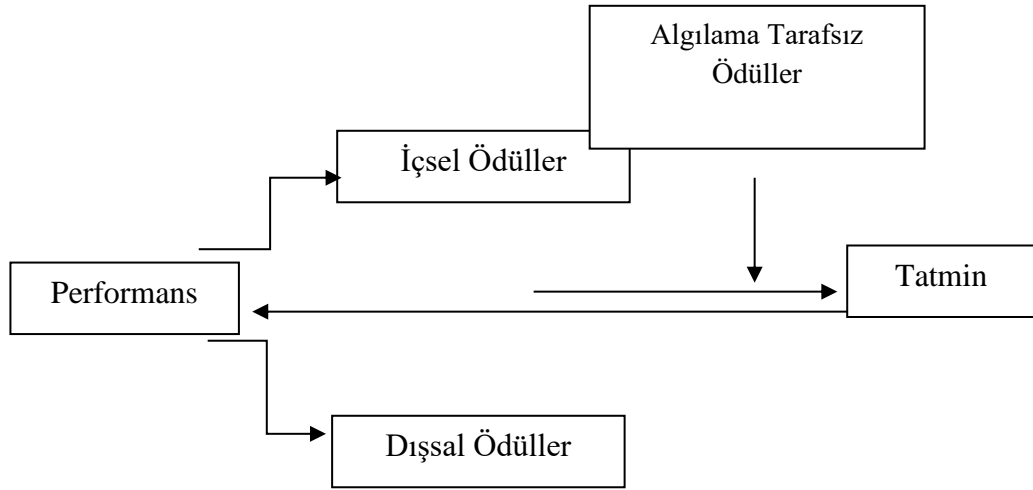 Algılama Tarafsız
Ödüller
İçsel Ödüller
Performans
Tatmin
Dışsal Ödüller